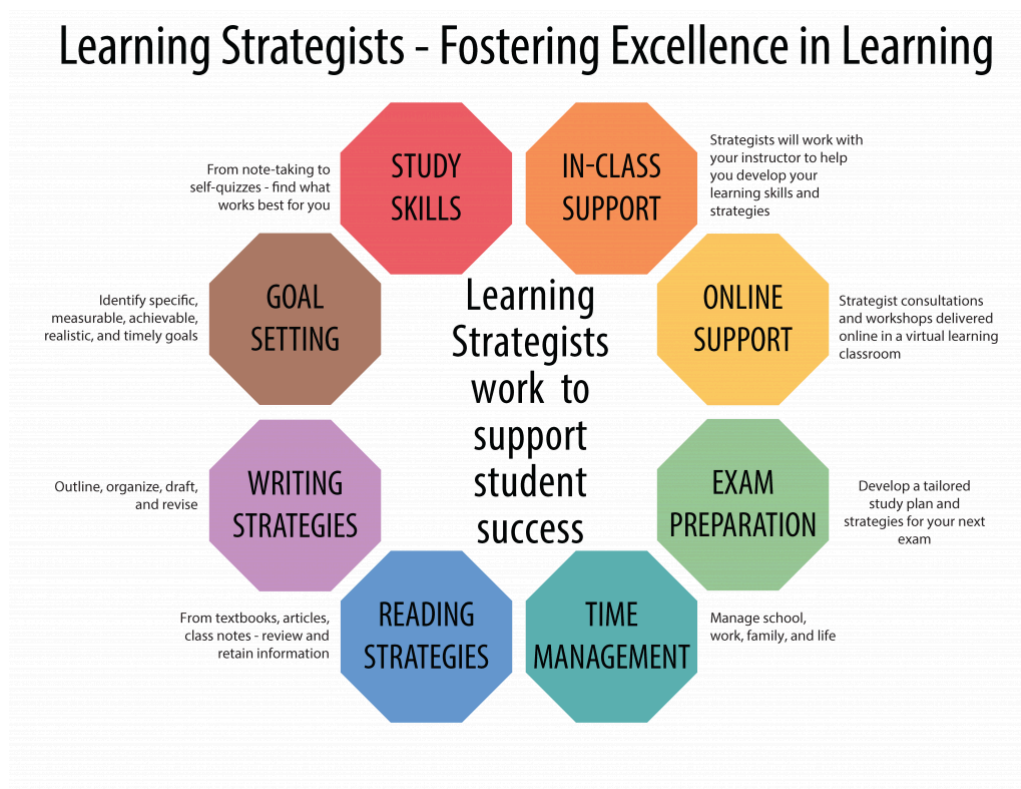 Learning Strategists - Fostering Excellence in Learning
STUDY
SKILLS
From note-taking to
self-quizzes - find what
works best for you
IN-CLASS
SUPPORT
Strategists will work with
your instructor to help
you develop your
learning skills and
strategies
GOAL
SETTING
Identify specific,
measurable, achievable,
realistic, and timely goals
Learning
Strategists
work to
support
student
success
ONLINE
SUPPORT
Strategist consultations
and workshops delivered
online in a virtual learning
classroom
WRITING
STRATEGIES
Outline, organize, draft,
and revise
EXAM
PREPARATION
Develop a tailored
study plan and
strategies for your next
exam
READING
STRATEGIES
From textbooks, articles,
class notes - review and
retain information
TIME
MANAGEMENT
Manage school,
work, family, and life